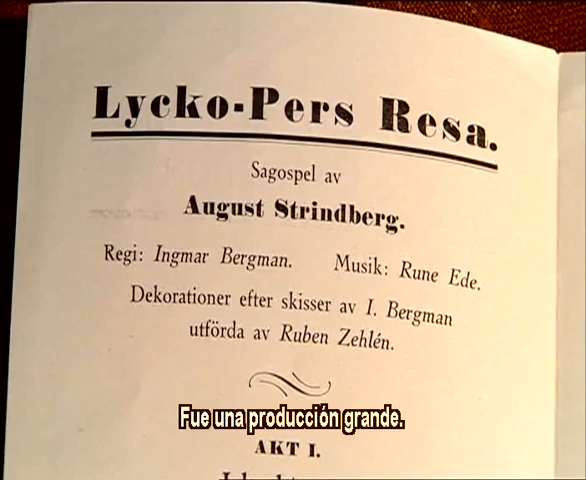 Lycko-Pers Resa.
Sagospel av
August Strindberg.
Regi: Ingmar Bergman. Musik: Rune Ede.
Dekorationer efter skisser av I. Bergman
utförda av Ruben Zehlén.
Fue una producción grande.
AKT I.